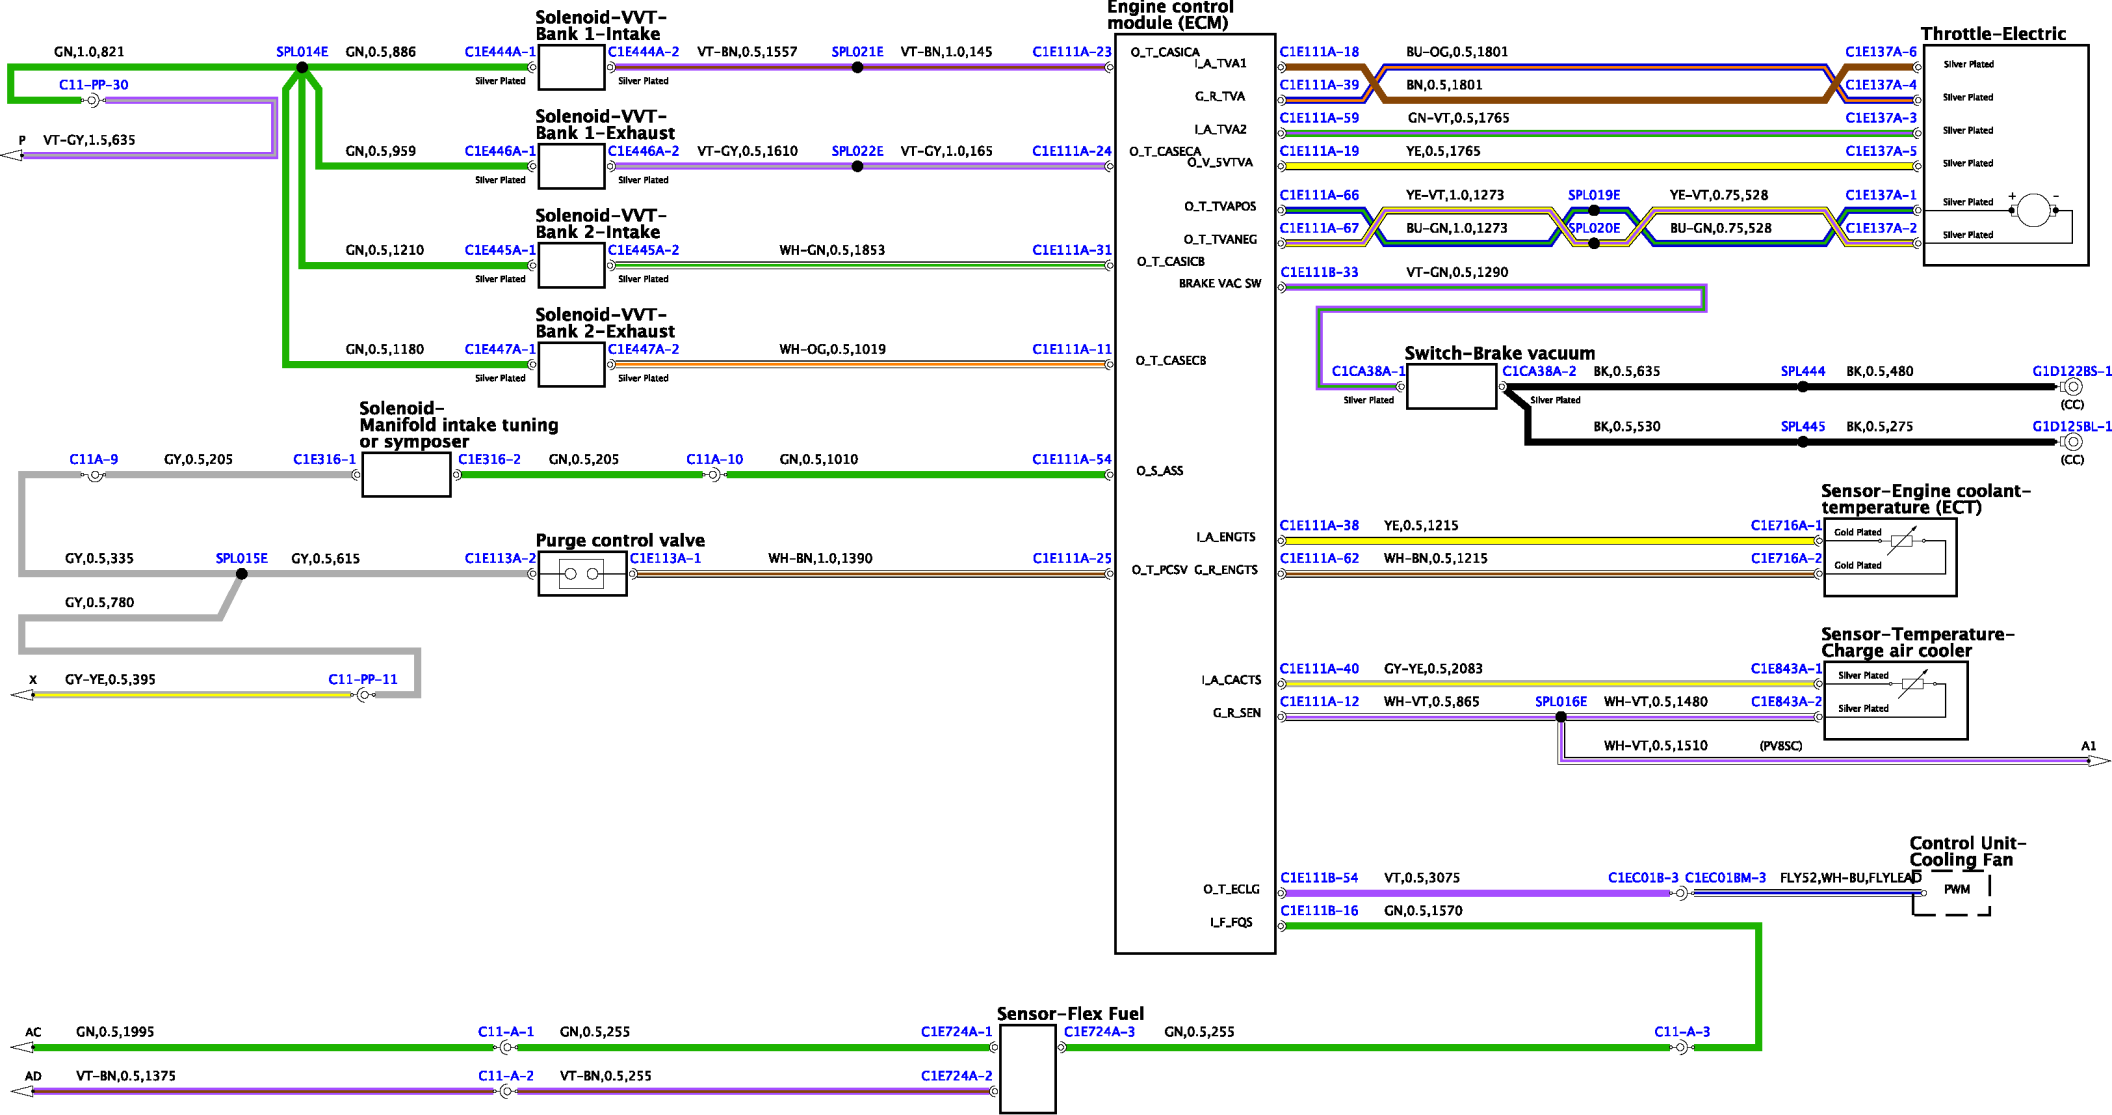 Engine control
module (ECM)
Solenoid-VVT-
Bank 1-Intake
Throttle-Electric
GN,1.0,821
SPL014E
GN,0.5,886
C1E444A-1
C1E444A-2
VT-BN,0.5,1557
SPL021E
VT-BN,1.0,145
C1E111A-23
O_T_CASICA
I_A_TVA1
C1E111A-18
BU-OG,0.5,1801
C1E137A-6
Silver Plated
Silver Plated
Silver Plated
C11-PP-30
G_R_TVA
C1E111A-39
BN,0.5,1801
C1E137A-4
Silver Plated
P
VT-GY,1.5,635
Solenoid-VVT-
Bank 1-Exhaust
I_A_TVA2
C1E111A-59
GN-VT,0.5,1765
C1E137A-3
Silver Plated
GN,0.5,959
C1E446A-1
C1E446A-2
VT-GY,0.5,1610
SPL022E
VT-GY,1.0,165
C1E111A-24
O_T_CASECA
O_V_5VTVA
C1E111A-19
YE,0.5,1765
C1E137A-5
Silver Plated
Silver Plated
Silver Plated
Solenoid-VVT-
Bank 2-Intake
O_T_TVAPOS
C1E111A-66
YE-VT,1.0,1273
SPL019E
YE-VT,0.75,528
C1E137A-1
Silver Plated
+
-
O_T_TVANEG
C1E111A-67
BU-GN,1.0,1273
SPL020E
BU-GN,0.75,528
C1E137A-2
Silver Plated
GN,0.5,1210
C1E445A-1
C1E445A-2
WH-GN,0.5,1853
C1E111A-31
O_T_CASICB
Silver Plated
Silver Plated
BRAKE VAC SW
C1E111B-33
VT-GN,0.5,1290
Solenoid-VVT-
Bank 2-Exhaust
GN,0.5,1180
C1E447A-1
C1E447A-2
WH-OG,0.5,1019
C1E111A-11
O_T_CASECB
Silver Plated
Silver Plated
Switch-Brake vacuum
C1CA38A-1
C1CA38A-2
BK,0.5,635
SPL444
BK,0.5,480
G1D122BS-1
Silver Plated
Silver Plated
(CC)
BK,0.5,530
SPL445
BK,0.5,275
G1D125BL-1
(CC)
Solenoid-
Manifold intake tuning
or symposer
C11A-9
GY,0.5,205
C1E316-1
C1E316-2
GN,0.5,205
C11A-10
GN,0.5,1010
C1E111A-54
O_S_ASS
Sensor-Engine coolant-
temperature (ECT)
I_A_ENGTS
C1E111A-38
YE,0.5,1215
C1E716A-1
Gold Plated
Purge control valve
GY,0.5,335
SPL015E
GY,0.5,615
C1E113A-2
C1E113A-1
WH-BN,1.0,1390
C1E111A-25
O_T_PCSV
G_R_ENGTS
C1E111A-62
WH-BN,0.5,1215
C1E716A-2
Gold Plated
GY,0.5,780
X
GY-YE,0.5,395
C11-PP-11
Sensor-Temperature-
Charge air cooler
I_A_CACTS
C1E111A-40
GY-YE,0.5,2083
C1E843A-1
Silver Plated
G_R_SEN
C1E111A-12
WH-VT,0.5,865
SPL016E
WH-VT,0.5,1480
C1E843A-2
Silver Plated
WH-VT,0.5,1510
(PV8SC)
A1
Control Unit-
Cooling Fan
O_T_ECLG
C1E111B-54
VT,0.5,3075
C1EC01B-3
C1EC01BM-3
FLY52,WH-BU,FLYLEAD
PWM
I_F_FQS
C1E111B-16
GN,0.5,1570
Sensor-Flex Fuel
AC
GN,0.5,1995
C11-A-1
GN,0.5,255
C1E724A-1
C1E724A-3
GN,0.5,255
C11-A-3
AD
VT-BN,0.5,1375
C11-A-2
VT-BN,0.5,255
C1E724A-2